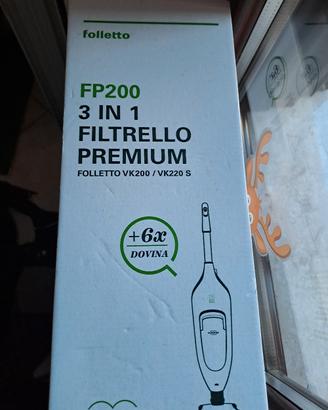 folletto
FP200
3 IN 1
FILTRELLO
PREMIUM
FOLLETTO VK200 / VK220 S
+6x
DOVINA